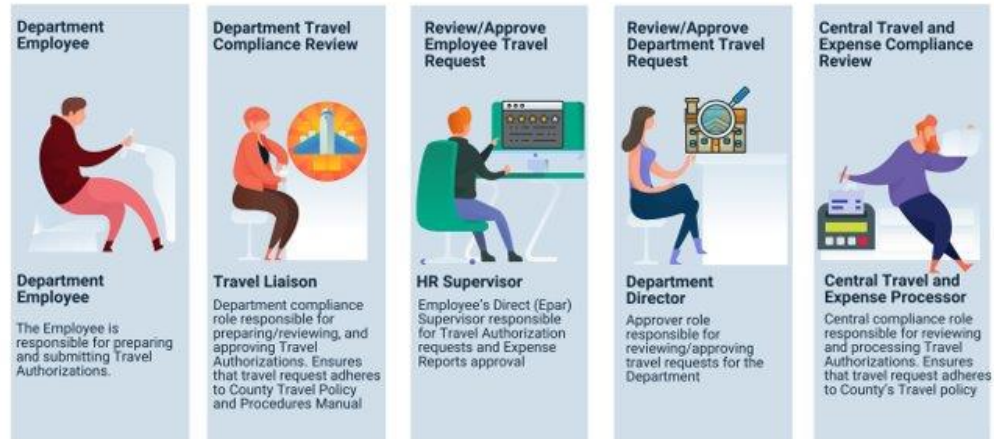 Department
Employee
Department
Employee
The Employee is
responsible for preparing
and submitting Travel
Authorizations.
Department Travel
Compliance Review
Travel Liaison
Department compliance
role responsible for
preparing/reviewing, and
approving Travel
Authorizations. Ensures
that travel request adheres
to County Travel Policy
and Procedures Manual
Review/Approve
Employee Travel
Request
HR Supervisor
Employee's Direct (Epar)
Supervisor responsible
for Travel Authorization
requests and Expense
Reports approval
Review/Approve
Department Travel
Request
Department
Director
Approver role
responsible for
reviewing/approving
travel requests for the
Department
Central Travel and
Expense Compliance
Review
Central Travel and
Expense Processor
Central compliance role
responsible for reviewing
and processing Travel
Authorizations. Ensures
that travel request adheres
to County's Travel policy